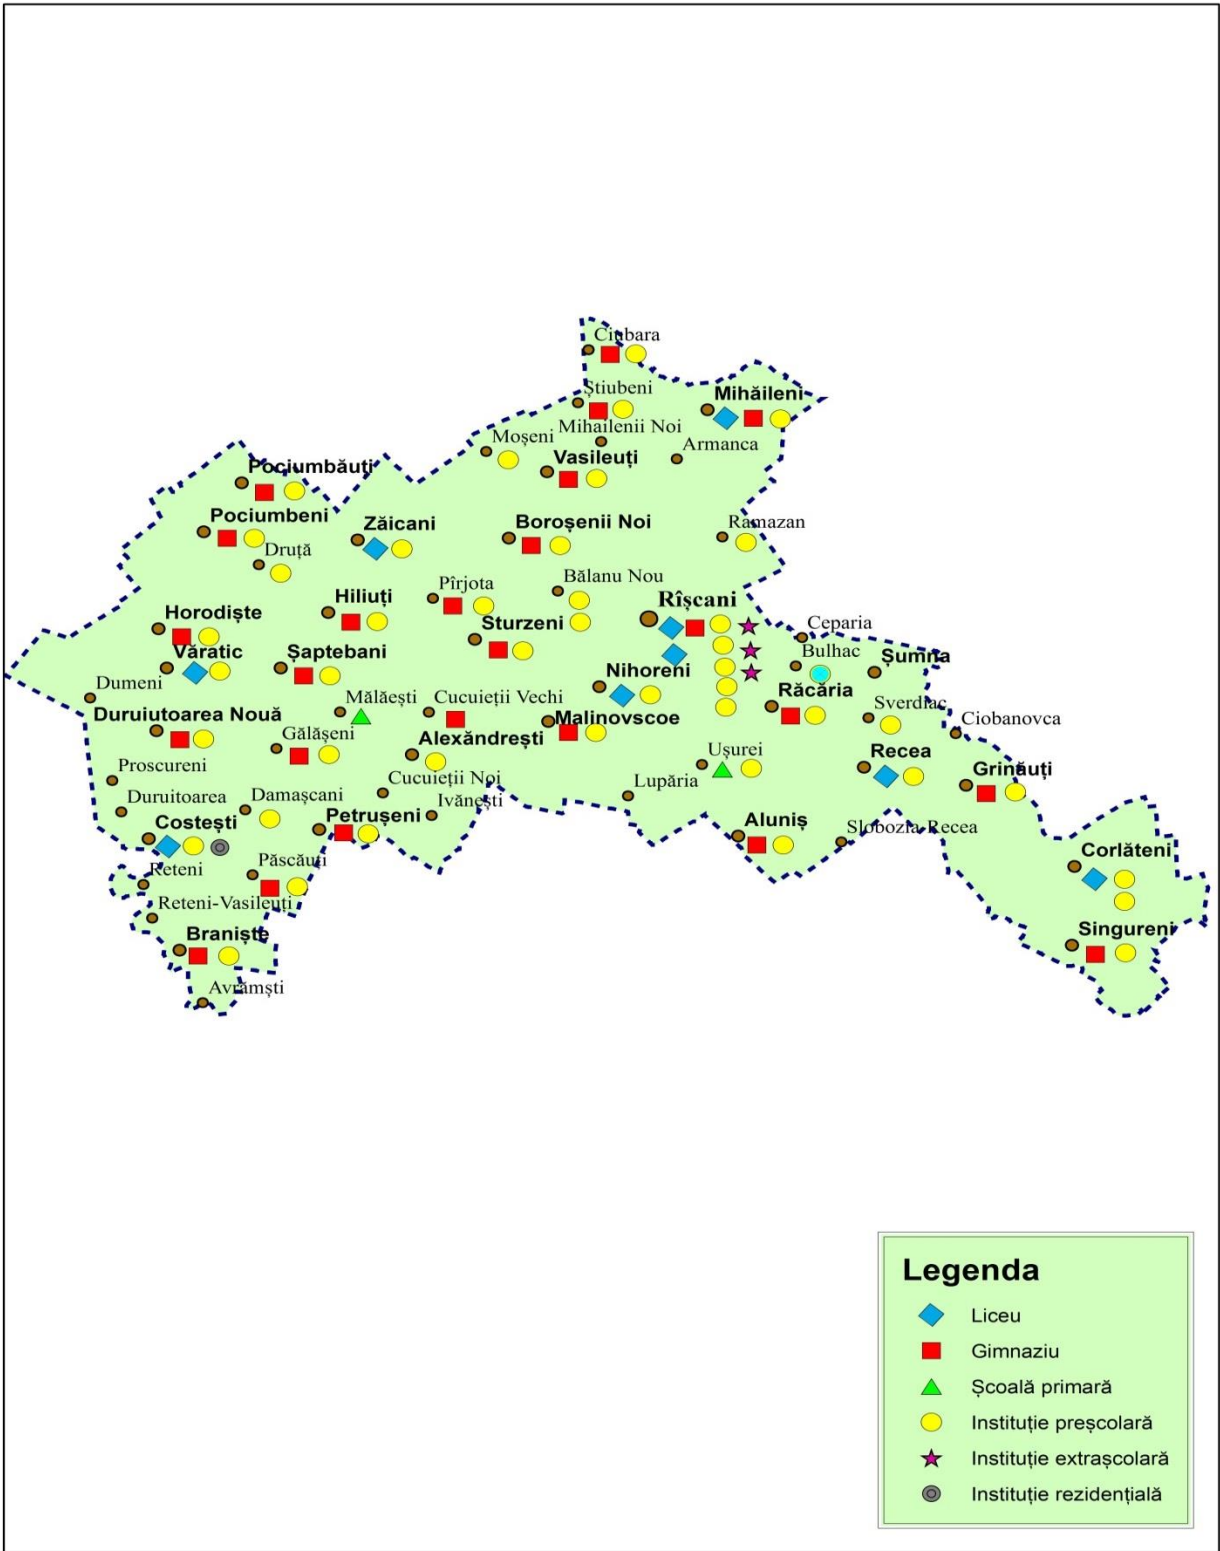 Ciubara
Știubeni
Mihăileni
Mihailenii Noi
Moșeni
Armanca
Vasileuți
Pociumbăuți
Pociumbeni
Zăicani
Boroșenii Noi
Ramazan
Druță
Pîrjota
Bălanu Nou
Hiliuți
Rîșcani
Horodiște
Sturzeni
Ceparia
Văratic
Șaptebani
Bulhac
Șumna
Nihoreni
Dumeni
Mălăești
Cucuieții Vechi
Răcăria
Sverdiac
Duruiutoarea Nouă
Malinovscoe
Ciobanovca
Gălășeni
Alexăndrești
Ușurei
Recea
Proscureni
Cucuieții Noi
Lupăria
Grinăuți
Duruitoarea
Damașcani
Ivănești
Costești
Petrușeni
Aluniș
Slobozia-Recea
Reteni
Păscăuți
Corlăteni
Reteni-Vasileuți
Braniște
Singureni
Avrămști
Legenda
Liceu
Gimnaziu
Școală primară
Instituție preșcolară
Instituție extrașcolară
Instituție rezidențială